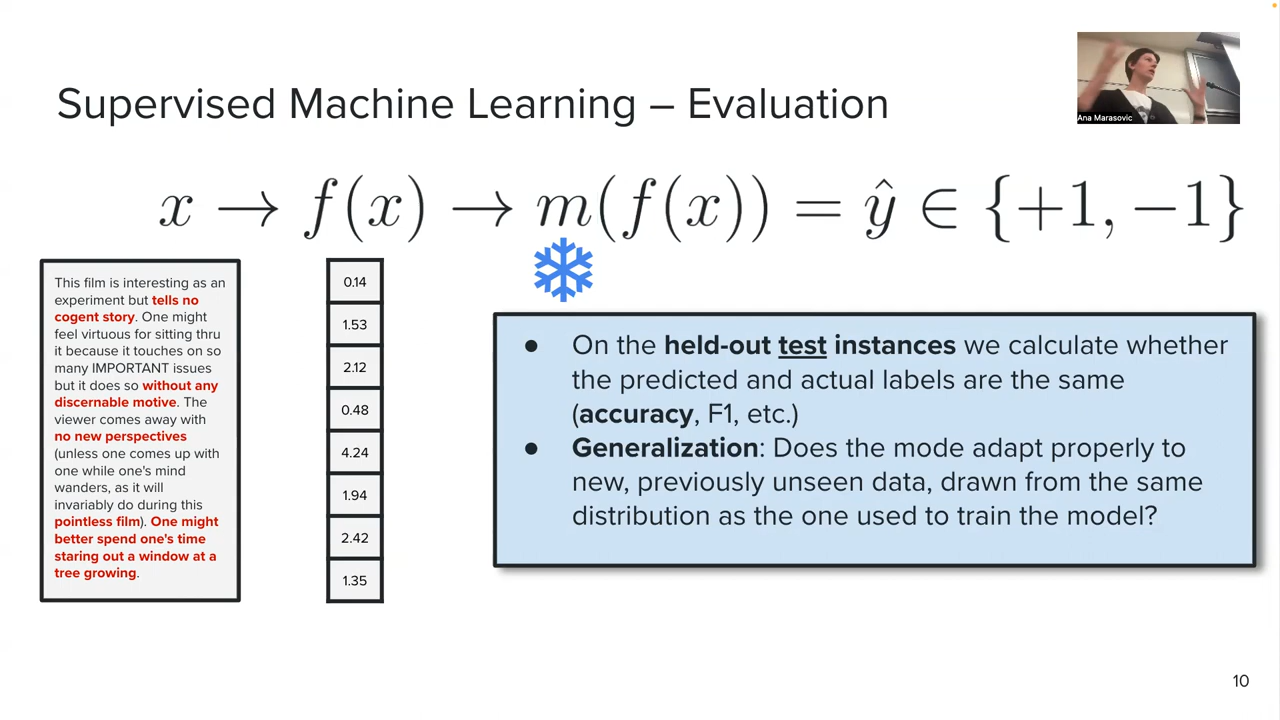 Ana Marasovic
Supervised Machine Learning – Evaluation
x → f(x) → m(f(x)) = ŷ ∈ {+1, −1}
This film is interesting as an
experiment but tells no
cogent story. One might
feel virtuous for sitting thru
it because it touches on so
many IMPORTANT issues
but it does so without any
discernable motive. The
viewer comes away with
no new perspectives
(unless one comes up with
one while one's mind
wanders, as it will
invariably do during this
pointless film). One might
better spend one's time
staring out a window at a
tree growing.
0.14
1.53
2.12
0.48
4.24
1.94
2.42
1.35
● On the held-out test instances we calculate whether
the predicted and actual labels are the same
(accuracy, F1, etc.)
● Generalization: Does the mode adapt properly to
new, previously unseen data, drawn from the same
distribution as the one used to train the model?
10